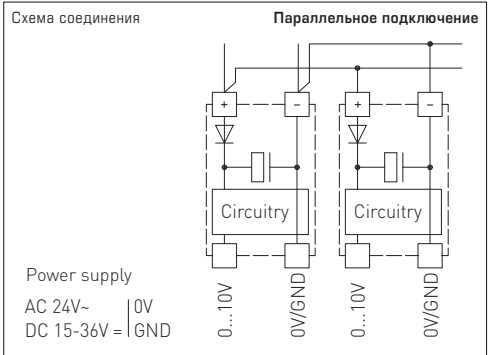 Схема соединения
Параллельное подключение
+ − + −
Circuitry Circuitry
Power supply
AC 24V~ 0V
DC 15-36V = GND
0...10V
0V/GND
0...10V
0V/GND